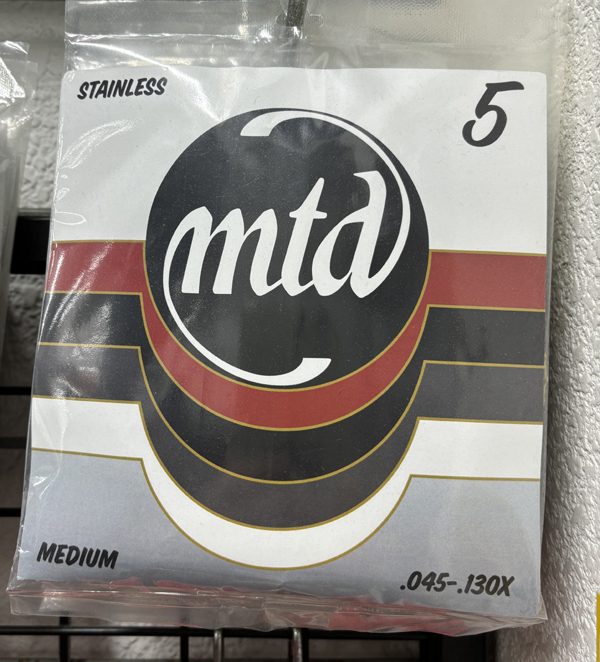 STAINLESS
5
mtd
MEDIUM
.045-.130X